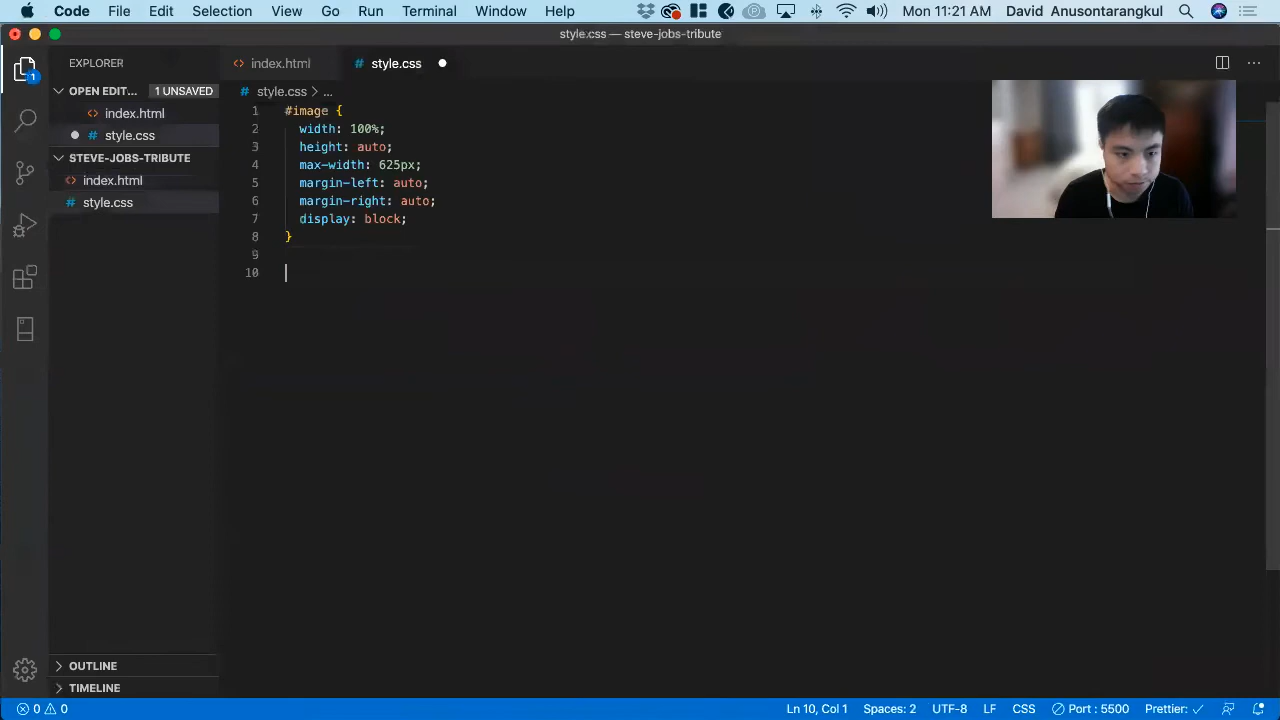 Code File Edit Selection View Go Run Terminal Window Help Mon 11:21 AM David Anusontarangkul
style.css — steve-jobs-tribute
EXPLORER
index.html
style.css
OPEN EDIT... 1 UNSAVED
index.html
style.css
STEVE-JOBS-TRIBUTE
index.html
style.css
1
style.css > ...
1 #image {
2 width: 100%;
3 height: auto;
4 max-width: 625px;
5 margin-left: auto;
6 margin-right: auto;
7 display: block;
8 }
9
10
OUTLINE
TIMELINE
0 0 Ln 10, Col 1 Spaces: 2 UTF-8 LF CSS Port : 5500 Prettier: ✓